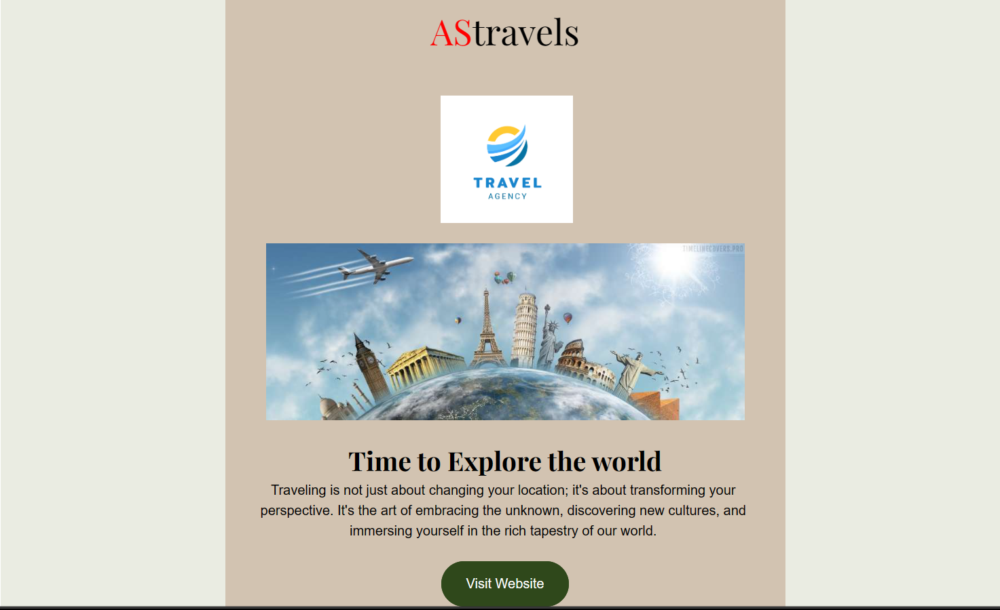 AStravels
TRAVEL
AGENCY
TIMELINECOVERS.PRO
Time to Explore the world
Traveling is not just about changing your location; it's about transforming your
perspective. It's the art of embracing the unknown, discovering new cultures, and
immersing yourself in the rich tapestry of our world.
Visit Website